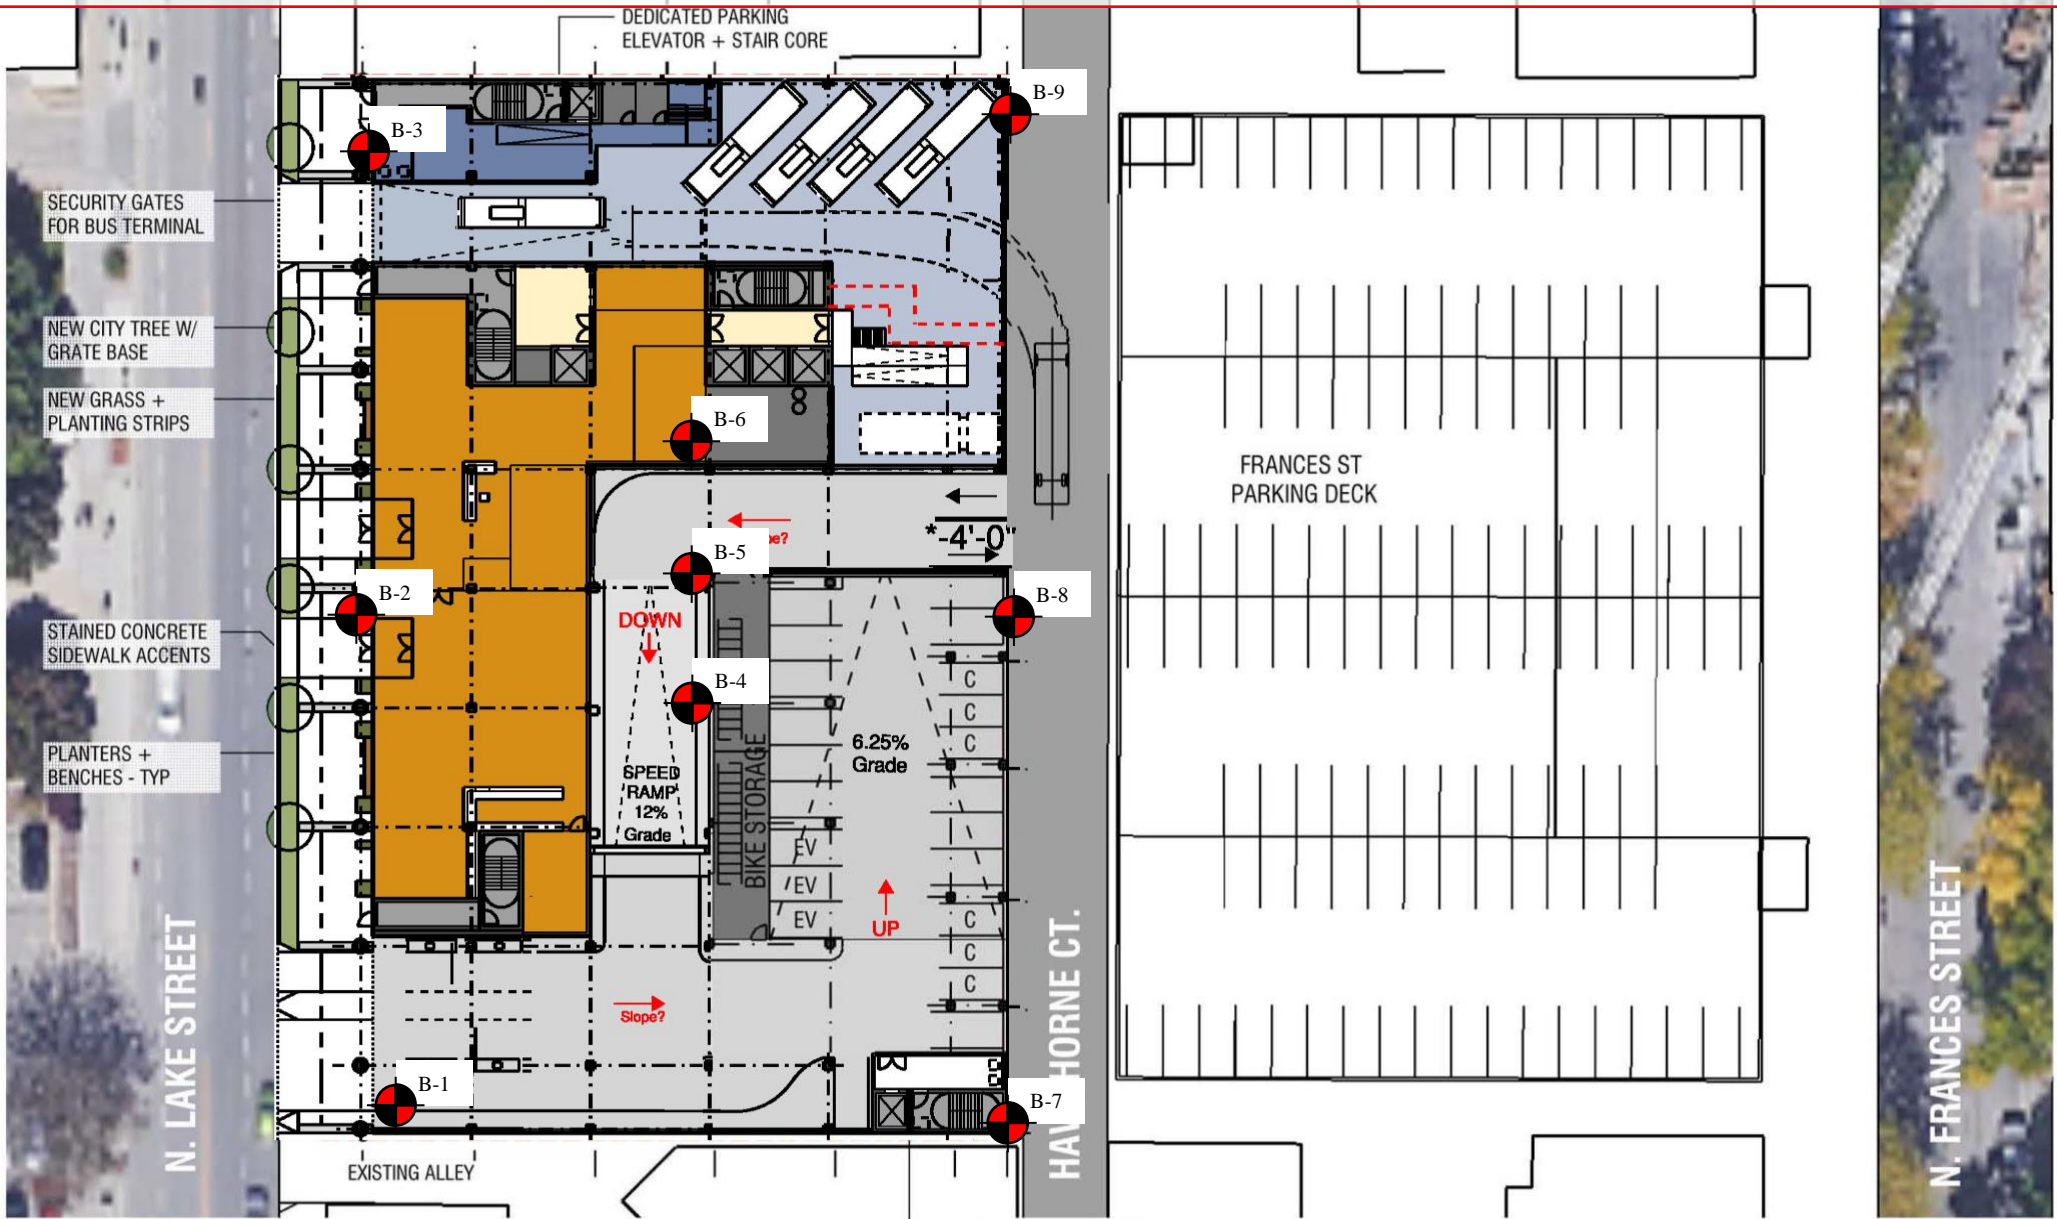 DEDICATED PARKING
ELEVATOR + STAIR CORE
B-9
B-3
SECURITY GATES
FOR BUS TERMINAL
NEW CITY TREE W/
GRATE BASE
NEW GRASS +
PLANTING STRIPS
B-6
FRANCES ST
PARKING DECK
*-4'-0"
B-5
B-2
B-8
STAINED CONCRETE
SIDEWALK ACCENTS
DOWN
B-4
C
C
C
6.25%
Grade
PLANTERS +
BENCHES - TYP
SPEED
RAMP
12%
Grade
BIKE STORAGE
EV
EV
EV
UP
C
C
C
Slope?
N. LAKE STREET
HAWTHORNE CT.
N. FRANCES STREET
B-1
B-7
EXISTING ALLEY